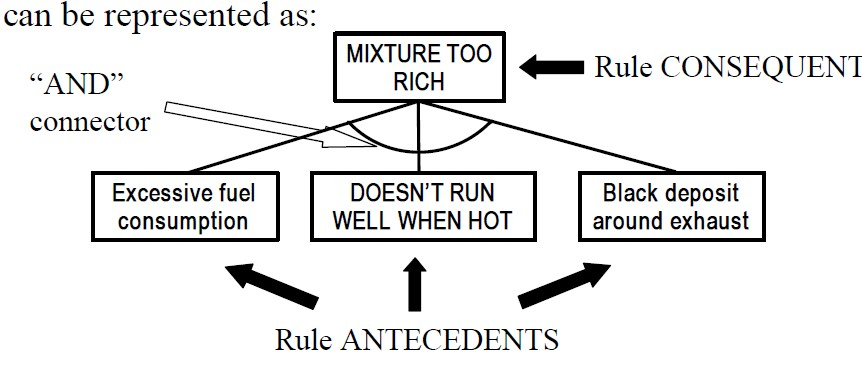 can be represented as:
MIXTURE TOO
RICH
Rule CONSEQUENT
“AND”
connector
Excessive fuel
consumption
DOESN’T RUN
WELL WHEN HOT
Black deposit
around exhaust
Rule ANTECEDENTS